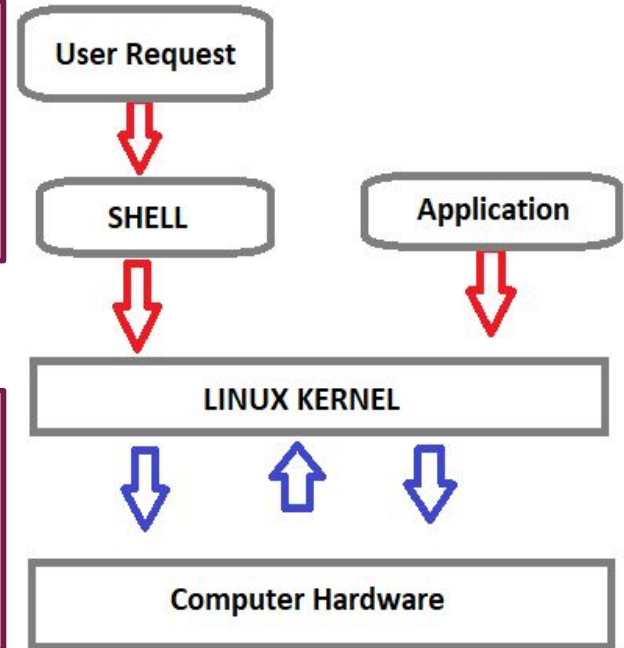 User Request
SHELL
Application
LINUX KERNEL
Computer Hardware